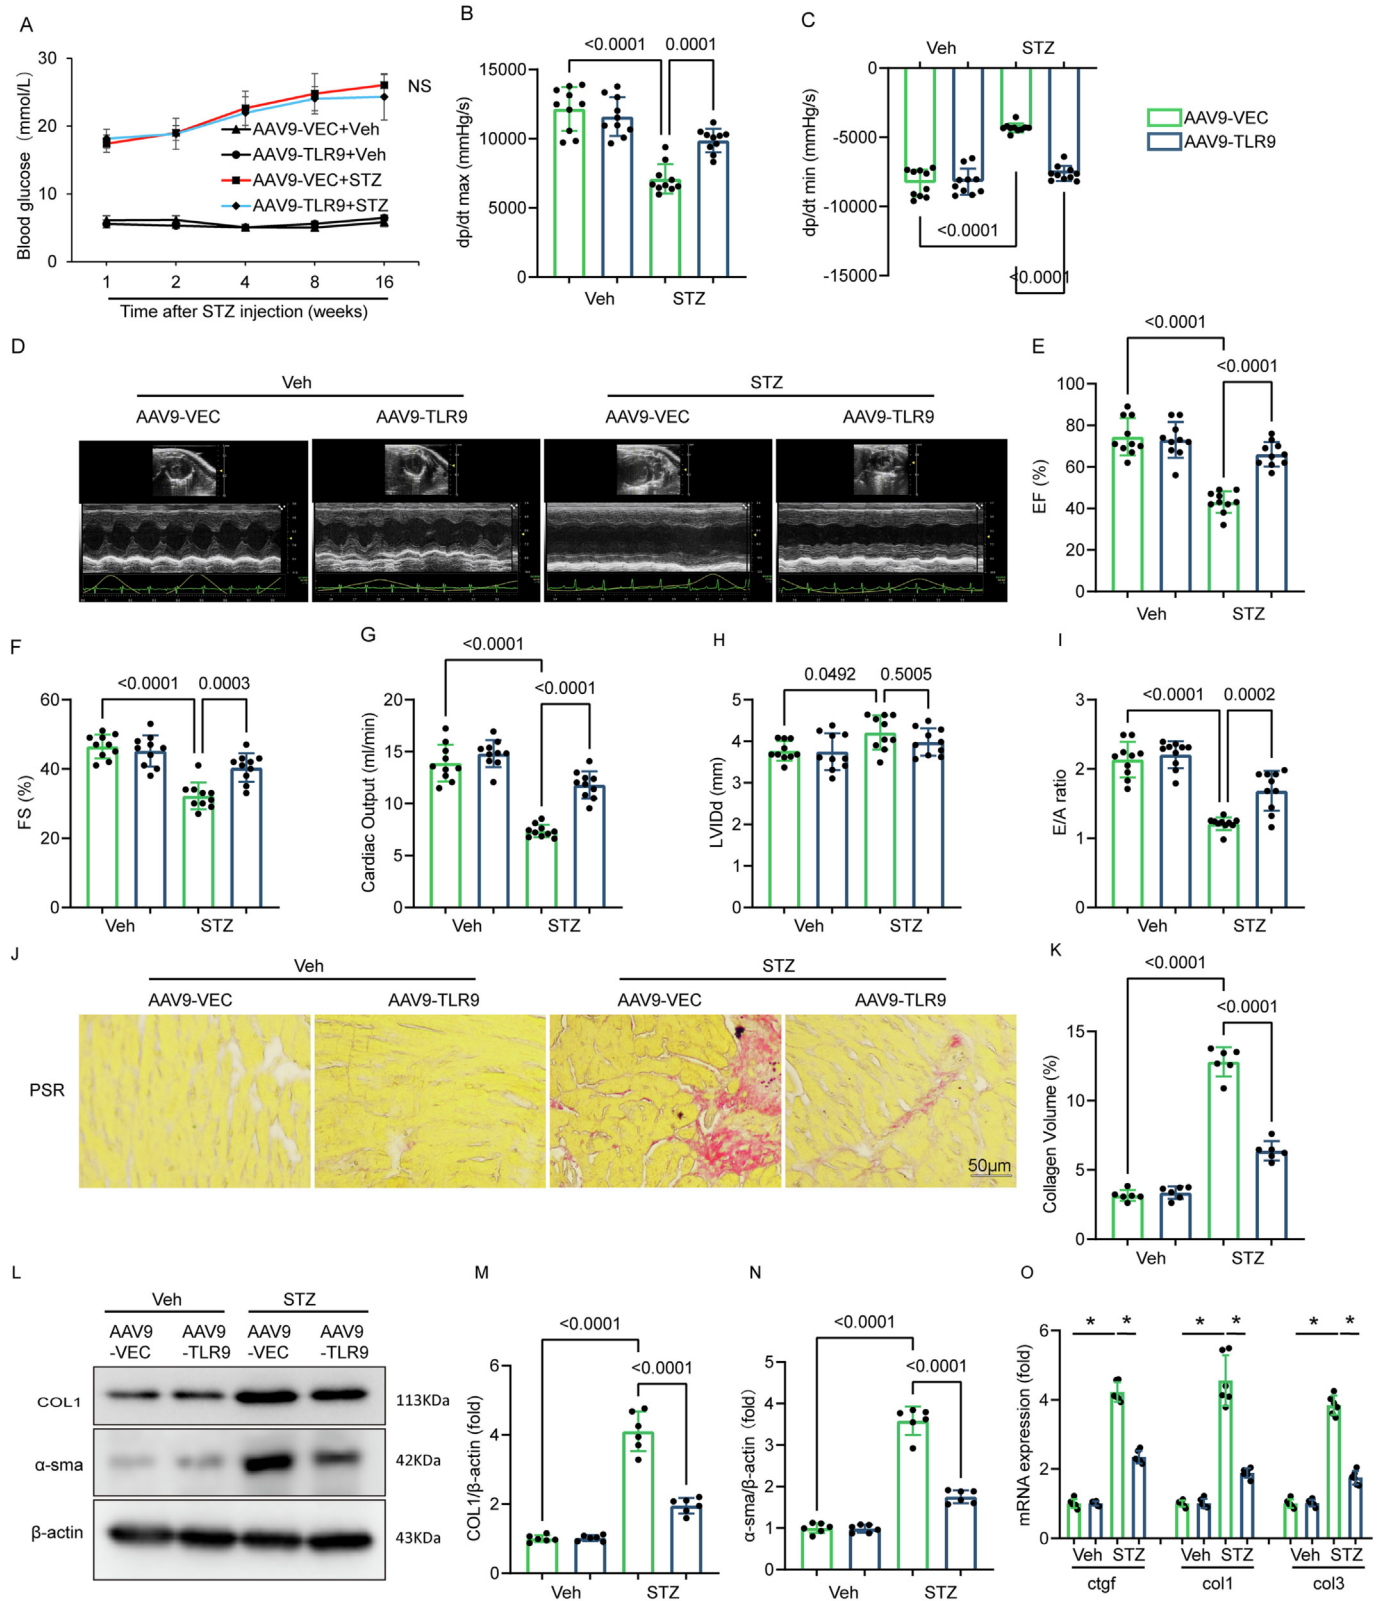 A
Blood glucose (mmol/L)
30
20
10
0
NS
AAV9-VEC+Veh
AAV9-TLR9+Veh
AAV9-VEC+STZ
AAV9-TLR9+STZ
1 2 4 8 16
Time after STZ injection (weeks)
B
<0.0001 0.0001
dp/dt max (mmHg/s)
15000
10000
5000
0
Veh STZ
C
Veh STZ
dp/dt min (mmHg/s)
0
-5000
-10000
-15000
<0.0001
<0.0001
AAV9-VEC
AAV9-TLR9
D
Veh STZ
AAV9-VEC AAV9-TLR9 AAV9-VEC AAV9-TLR9
E
<0.0001
<0.0001
EF (%)
100
80
60
40
20
0
Veh STZ
F
<0.0001 0.0003
FS (%)
60
40
20
0
Veh STZ
G
<0.0001
<0.0001
Cardiac Output (ml/min)
20
15
10
5
0
Veh STZ
H
0.0492 0.5005
LVIDd (mm)
5
4
3
2
1
0
Veh STZ
I
<0.0001 0.0002
E/A ratio
3
2
1
0
Veh STZ
J
Veh STZ
AAV9-VEC AAV9-TLR9 AAV9-VEC AAV9-TLR9
PSR
50μm
K
<0.0001
<0.0001
Collagen Volume (%)
15
10
5
0
Veh STZ
L
Veh STZ
AAV9 AAV9 AAV9 AAV9
-VEC -TLR9 -VEC -TLR9
COL1 113KDa
α-sma 42KDa
β-actin 43KDa
M
<0.0001
<0.0001
COL1/β-actin (fold)
6
4
2
0
Veh STZ
N
<0.0001
<0.0001
α-sma/β-actin (fold)
5
4
3
2
1
0
Veh STZ
O
* * * * * *
mRNA expression (fold)
6
4
2
0
Veh STZ Veh STZ Veh STZ
ctgf col1 col3